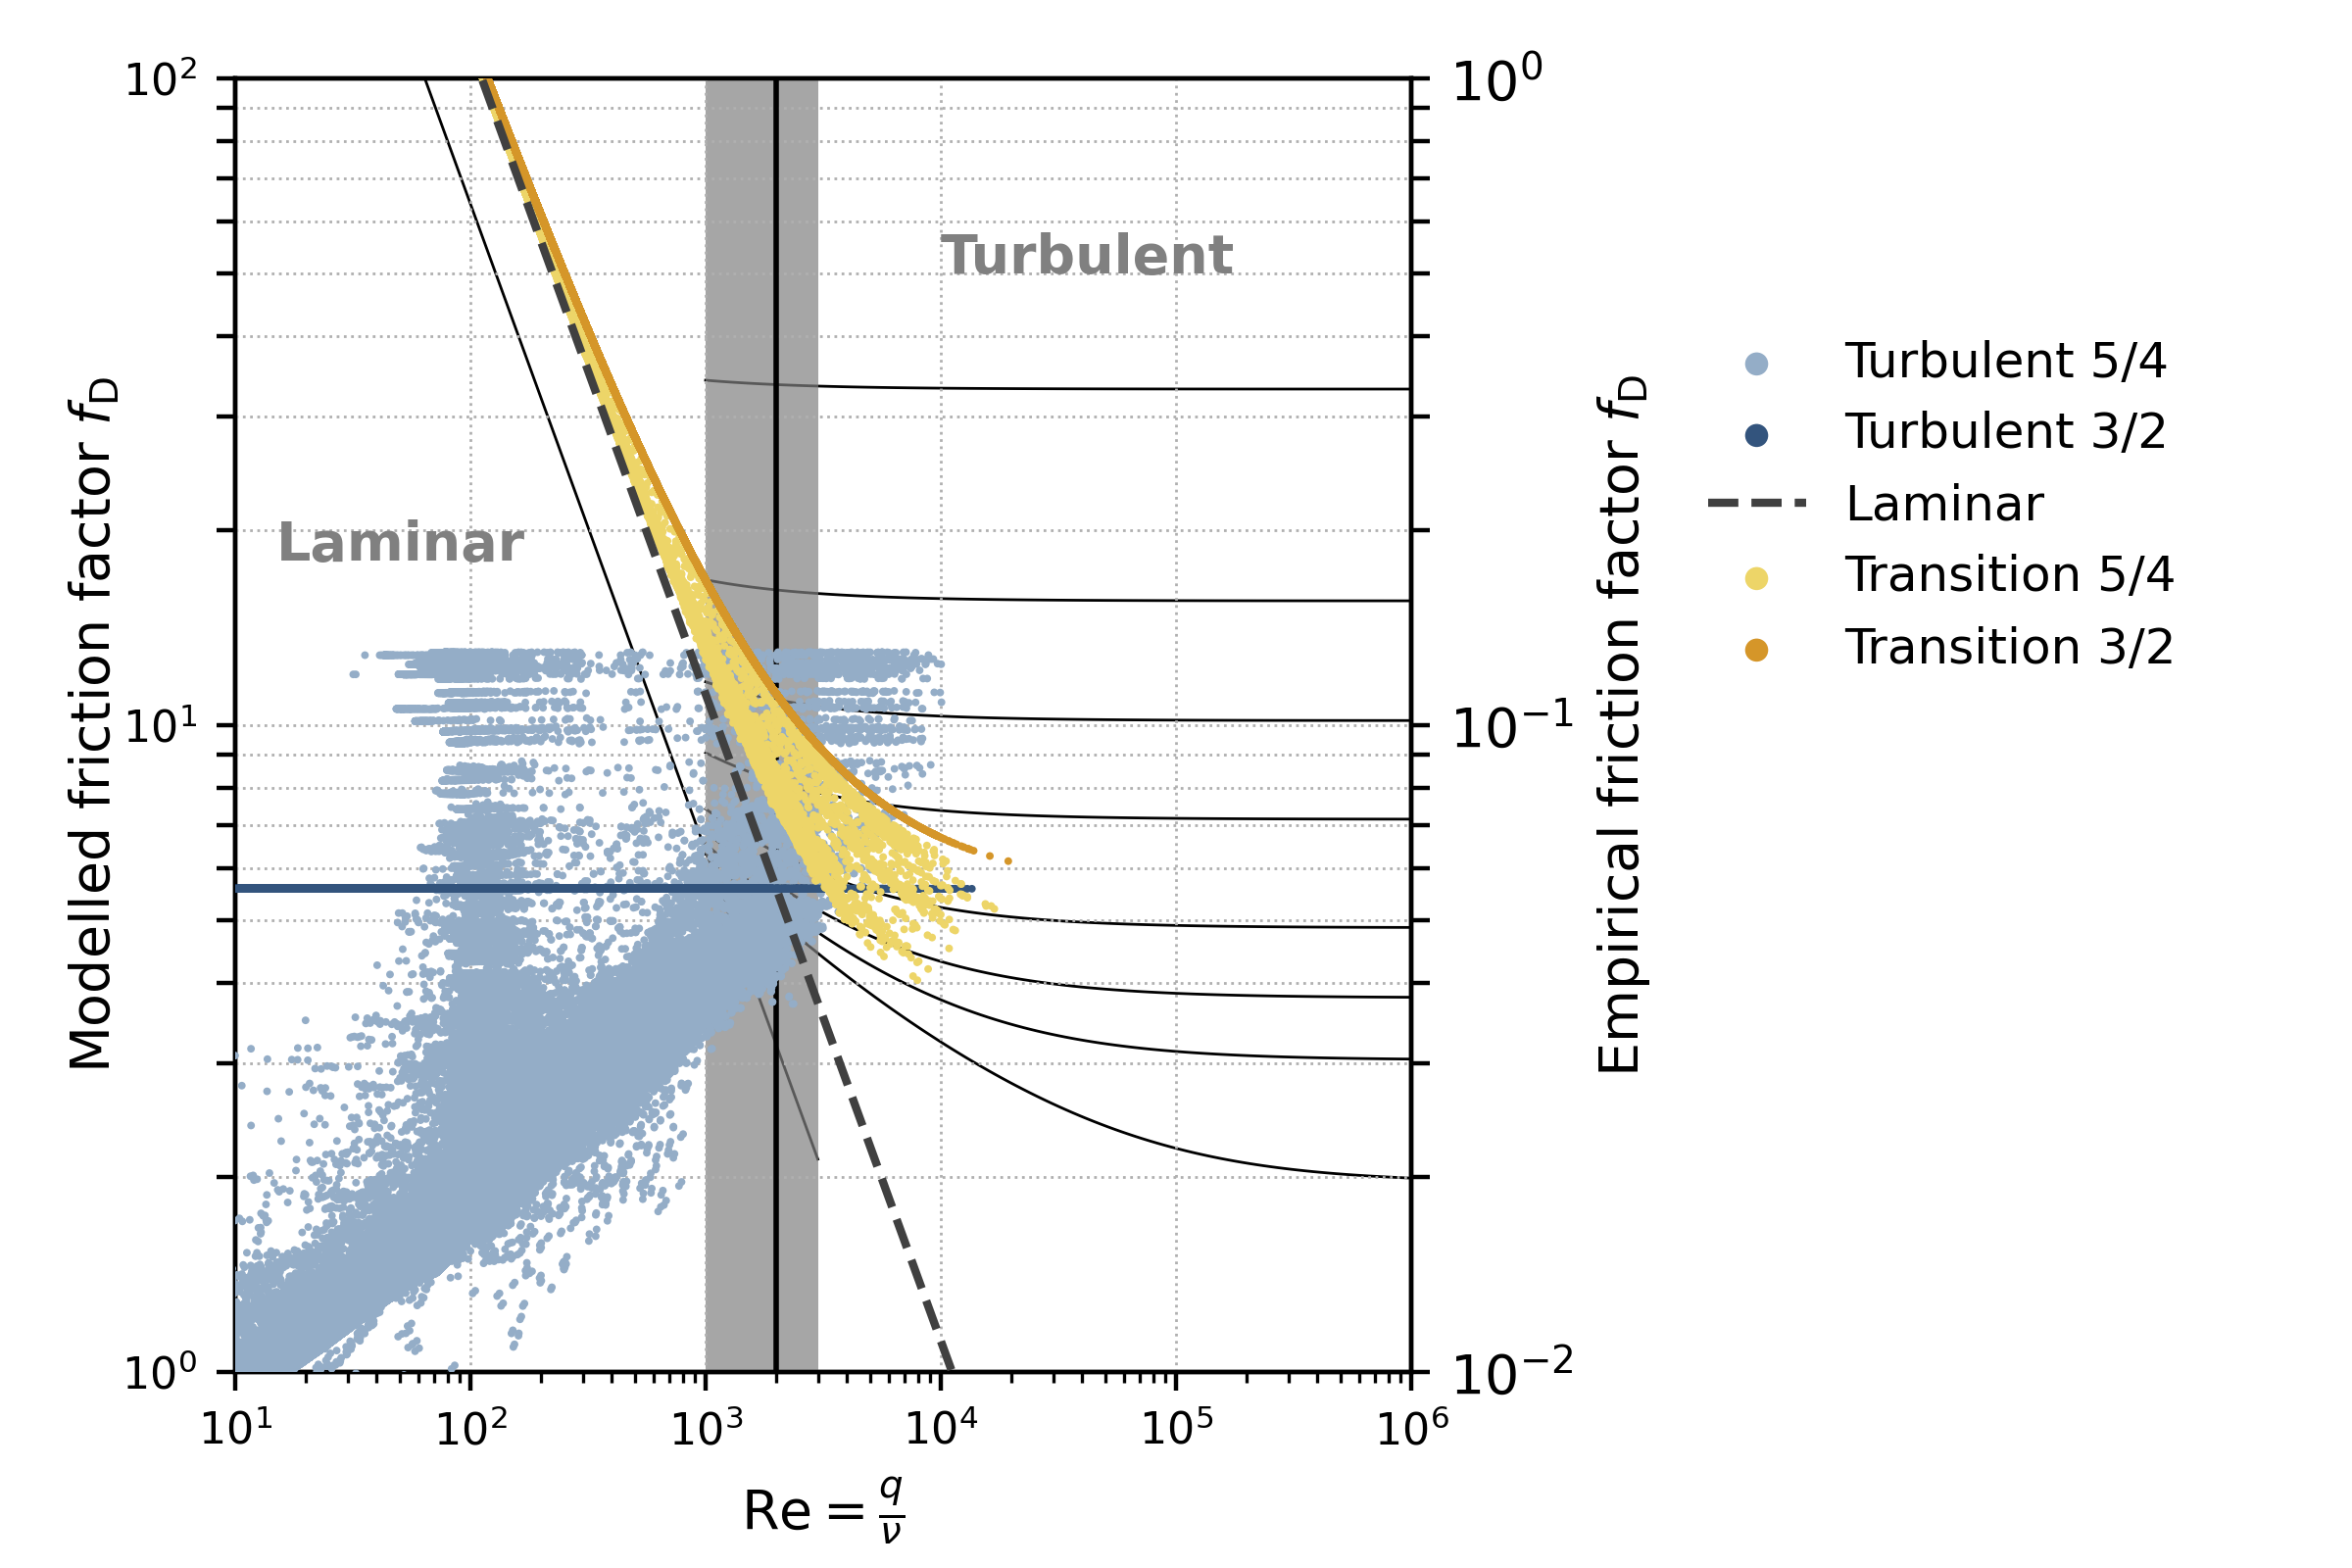 10² 10⁰
Turbulent
Turbulent 5/4
Turbulent 3/2
Laminar
Transition 5/4
Transition 3/2
Modelled friction factor f_D
Empirical friction factor f_D
Laminar
10¹ 10⁻¹
10⁰ 10⁻²
10¹ 10² 10³ 10⁴ 10⁵ 10⁶
Re = q/ν